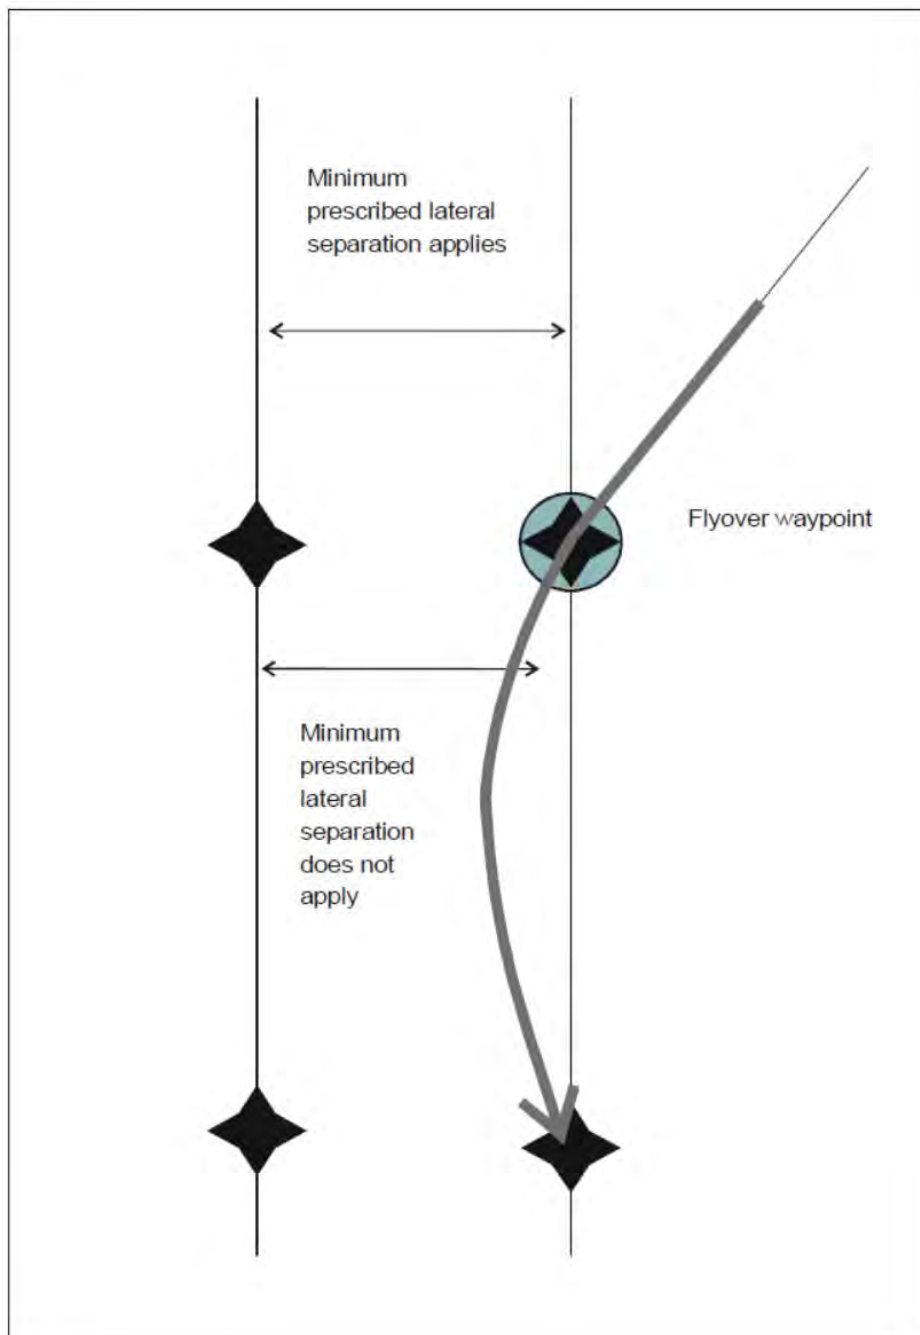 Minimum
prescribed lateral
separation applies
Flyover waypoint
Minimum
prescribed
lateral
separation
does not
apply